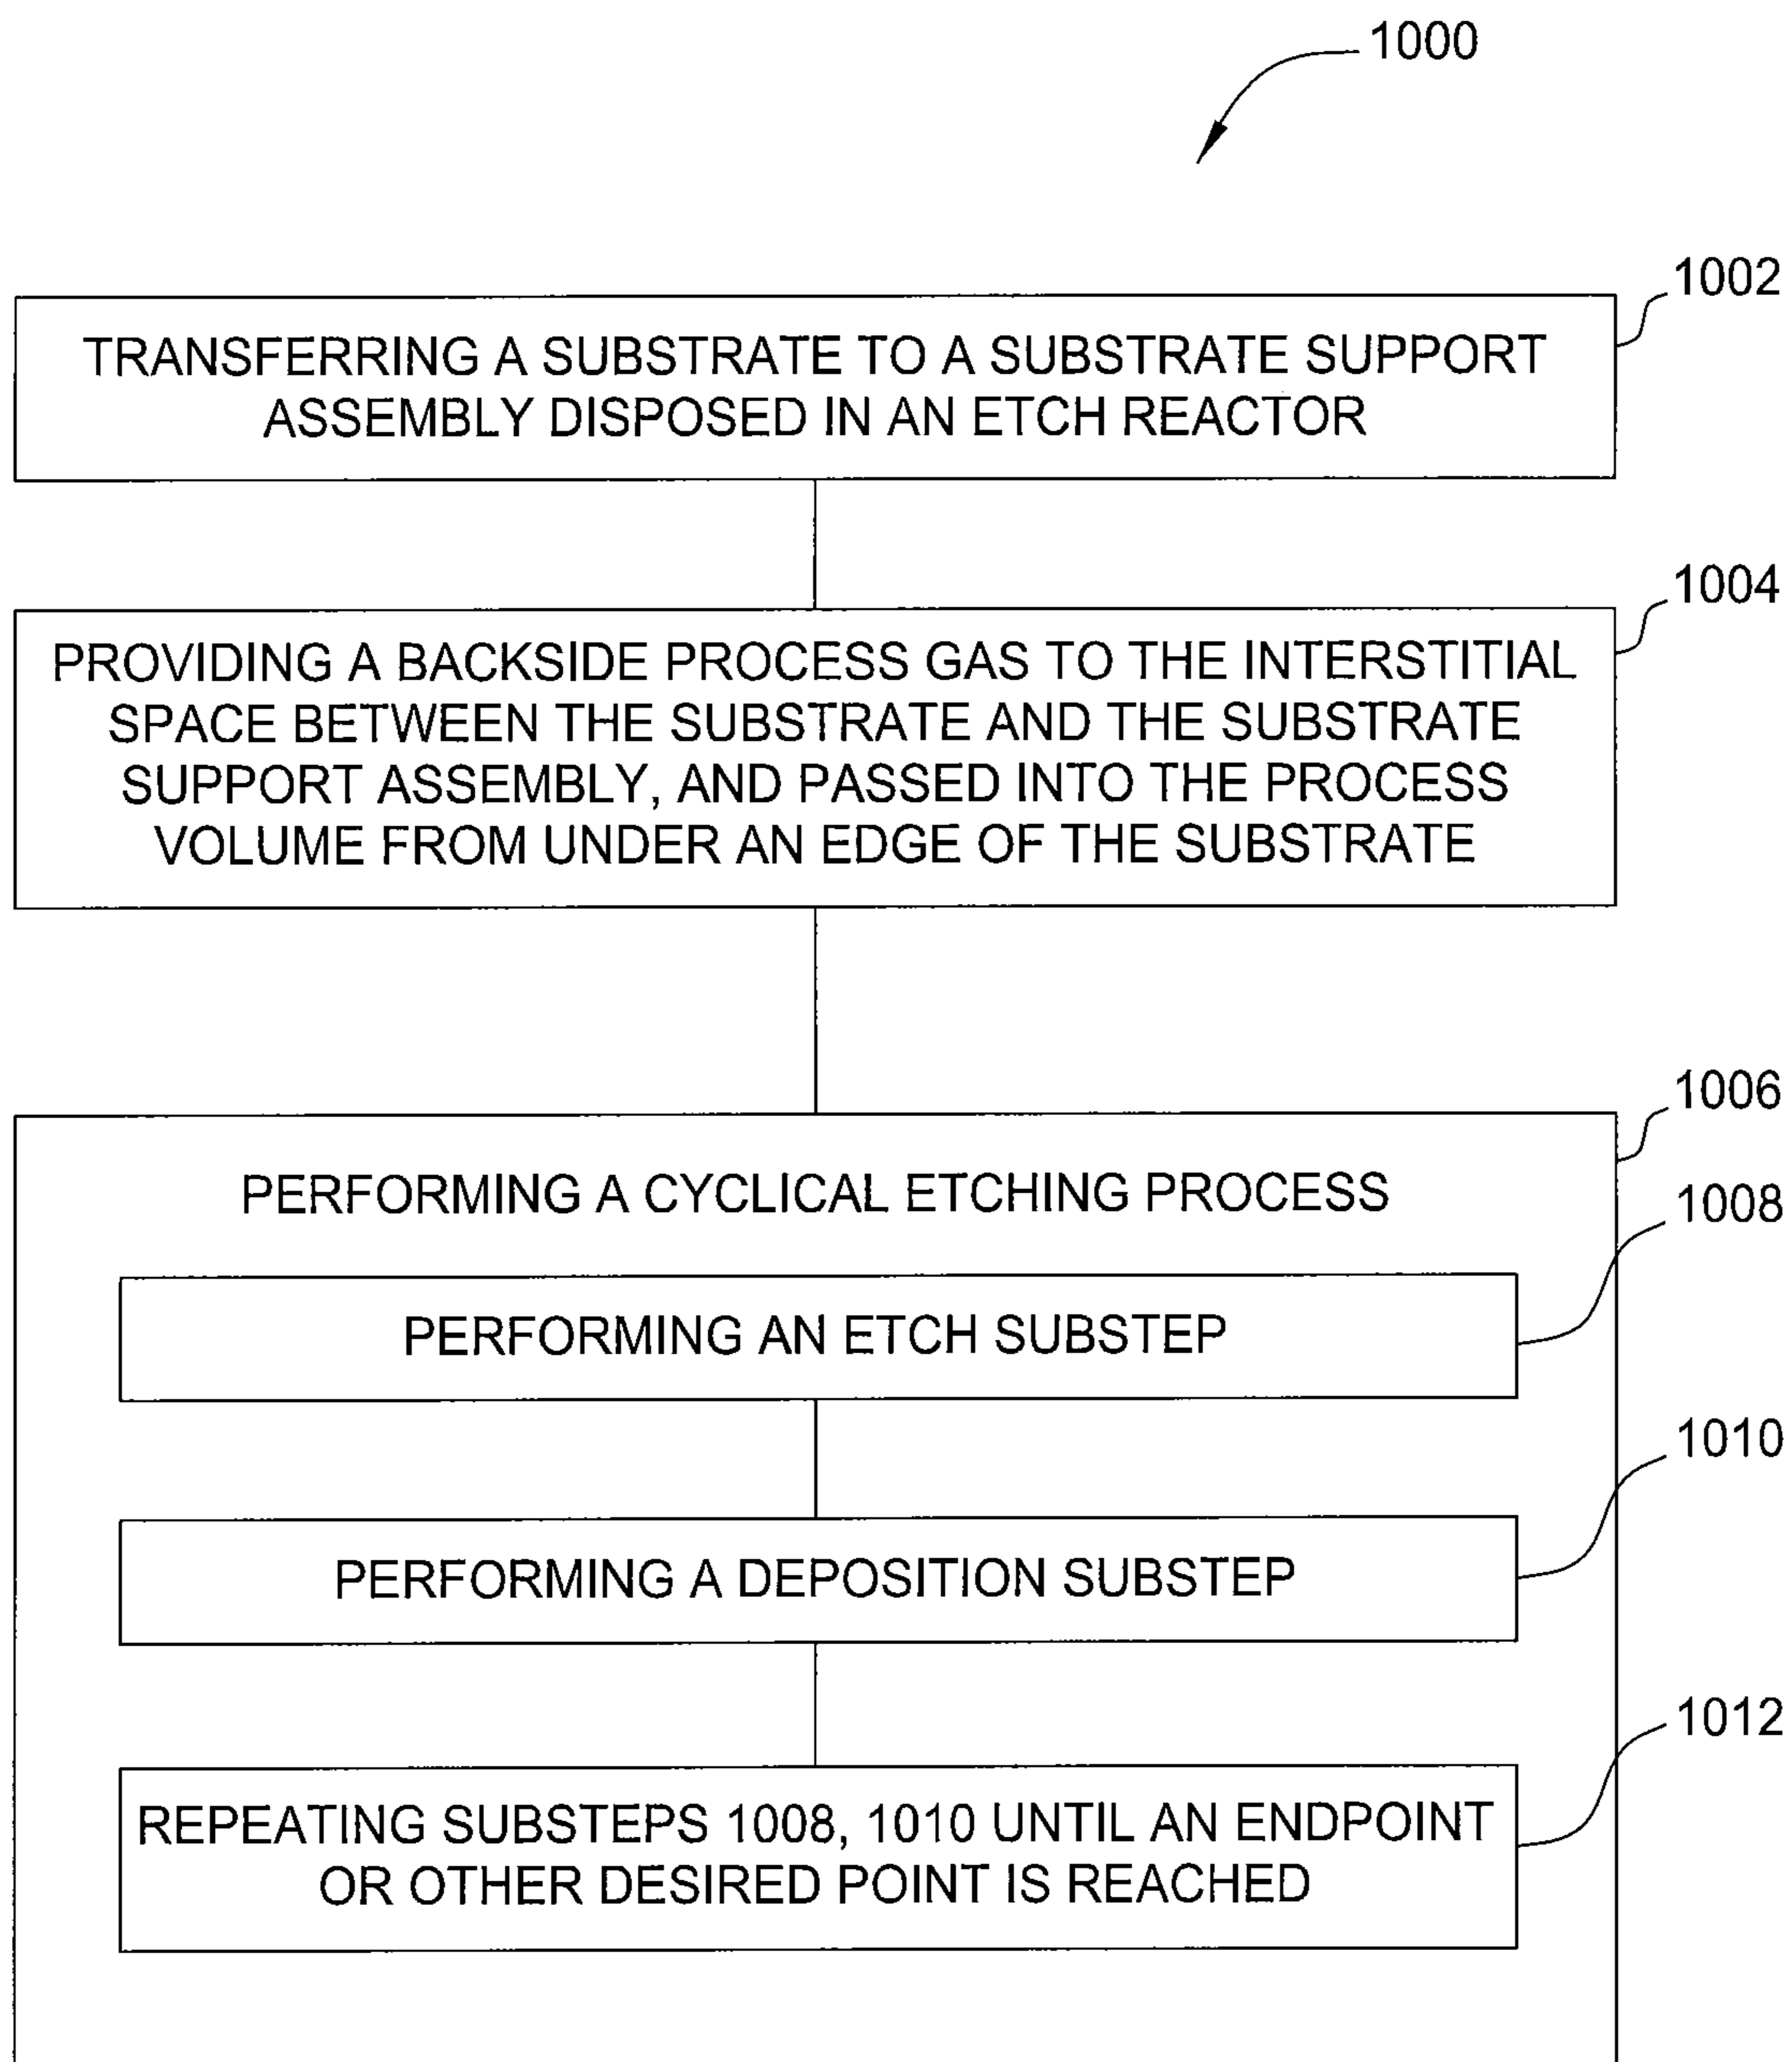 1000
1002
TRANSFERRING A SUBSTRATE TO A SUBSTRATE SUPPORT
ASSEMBLY DISPOSED IN AN ETCH REACTOR
1004
PROVIDING A BACKSIDE PROCESS GAS TO THE INTERSTITIAL
SPACE BETWEEN THE SUBSTRATE AND THE SUBSTRATE
SUPPORT ASSEMBLY, AND PASSED INTO THE PROCESS
VOLUME FROM UNDER AN EDGE OF THE SUBSTRATE
1006
PERFORMING A CYCLICAL ETCHING PROCESS
1008
PERFORMING AN ETCH SUBSTEP
1010
PERFORMING A DEPOSITION SUBSTEP
1012
REPEATING SUBSTEPS 1008, 1010 UNTIL AN ENDPOINT
OR OTHER DESIRED POINT IS REACHED